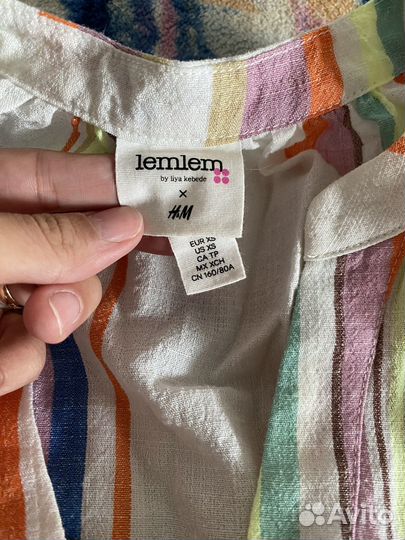 lemlem
by liya kebede
×
H&M
EUR XS
US XS
CA TP
MX XCH
CN 160/80A
Avito